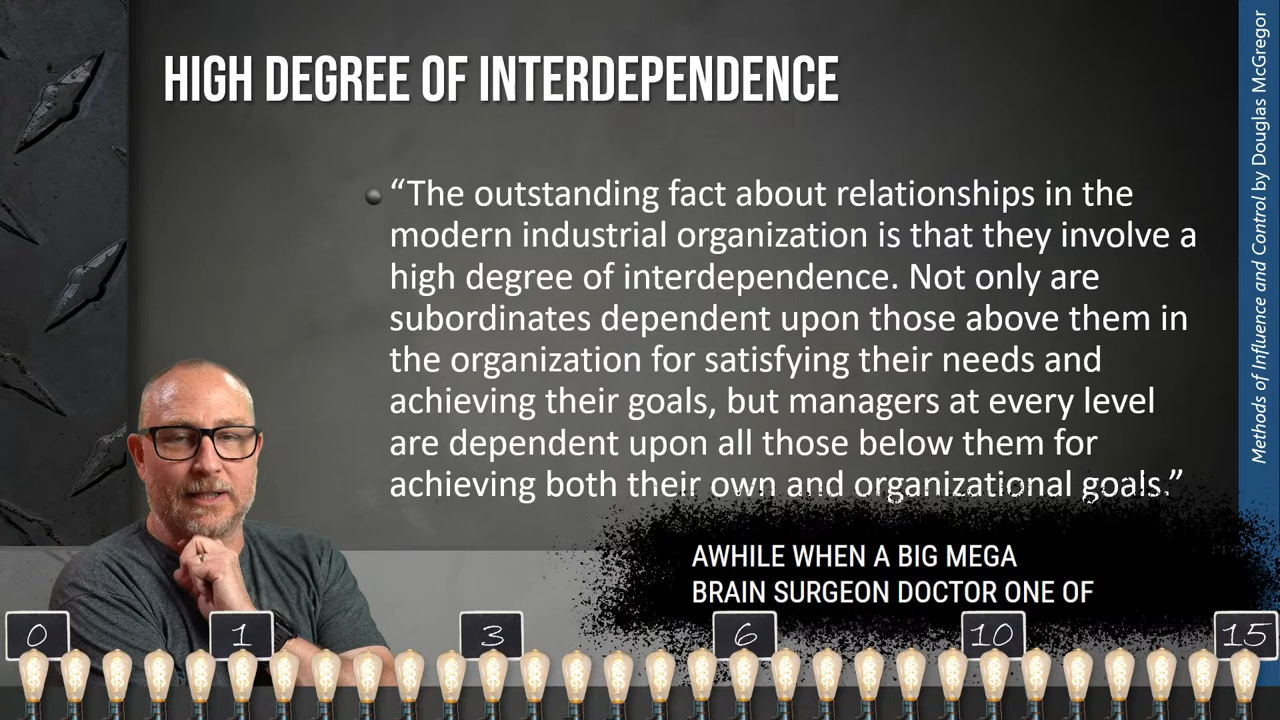 HIGH DEGREE OF INTERDEPENDENCE
“The outstanding fact about relationships in the
modern industrial organization is that they involve a
high degree of interdependence. Not only are
subordinates dependent upon those above them in
the organization for satisfying their needs and
achieving their goals, but managers at every level
are dependent upon all those below them for
achieving both their own and organizational goals.”
Methods of Influence and Control by Douglas McGregor
AWHILE WHEN A BIG MEGA
BRAIN SURGEON DOCTOR ONE OF
0 1 3 6 10 15